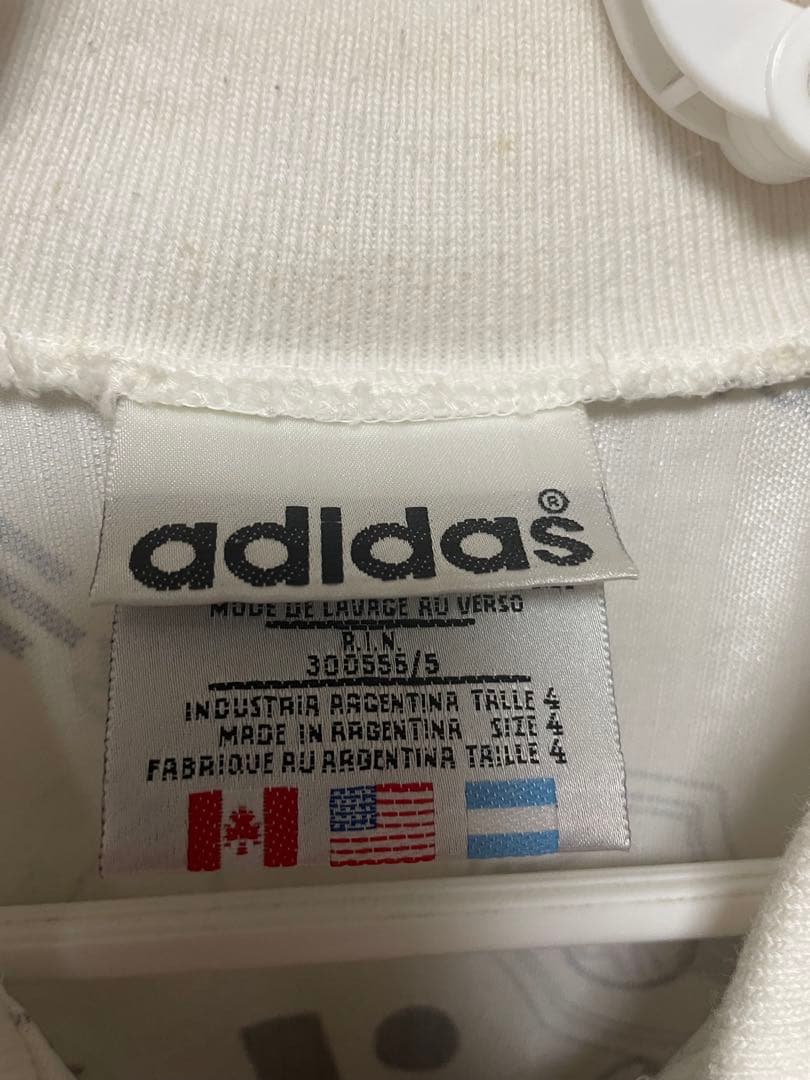 adidas®
MODE DE LAVAGE AU VERSO
R.I.N.
300556/5
INDUSTRIA ARGENTINA TALLE 4
MADE IN ARGENTINA SIZE 4
FABRIQUE AU ARGENTINA TAILLE 4